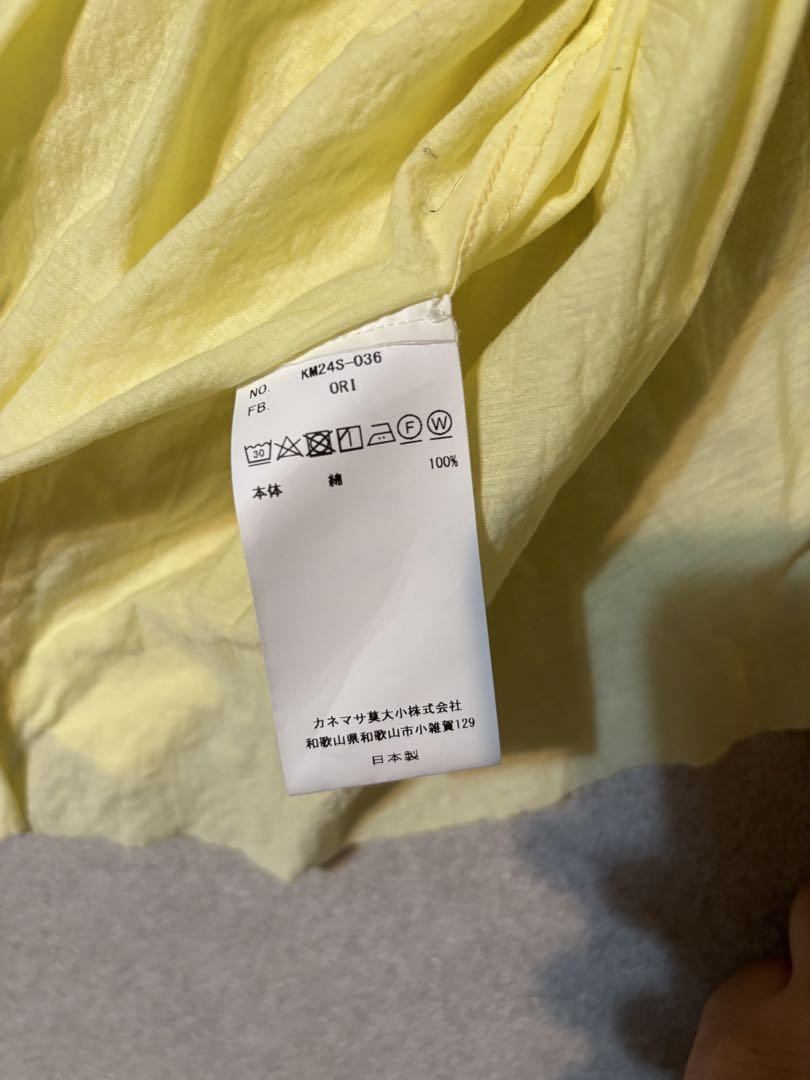 NO. KM24S-036
FB. ORI
30 F W
本体 綿 100%
カネマサ莫大小株式会社
和歌山県和歌山市小雑賀129
日本製